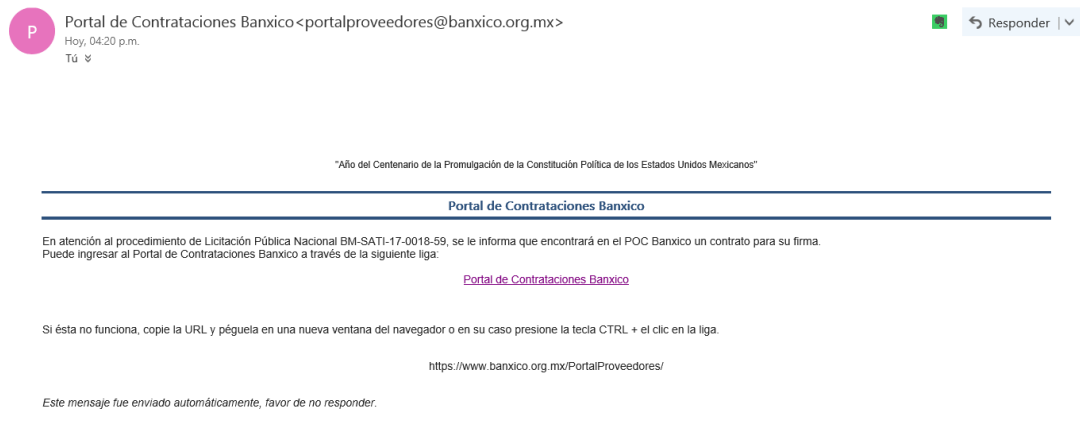 P
Portal de Contrataciones Banxico<portalproveedores@banxico.org.mx>
Responder
Hoy, 04:20 p.m.
Tú
"Año del Centenario de la Promulgación de la Constitución Política de los Estados Unidos Mexicanos"
Portal de Contrataciones Banxico
En atención al procedimiento de Licitación Pública Nacional BM-SATI-17-0018-59, se le informa que encontrará en el POC Banxico un contrato para su firma.
Puede ingresar al Portal de Contrataciones Banxico a través de la siguiente liga:
Portal de Contrataciones Banxico
Si ésta no funciona, copie la URL y péguela en una nueva ventana del navegador o en su caso presione la tecla CTRL + el clic en la liga.
https://www.banxico.org.mx/PortalProveedores/
Este mensaje fue enviado automáticamente, favor de no responder.